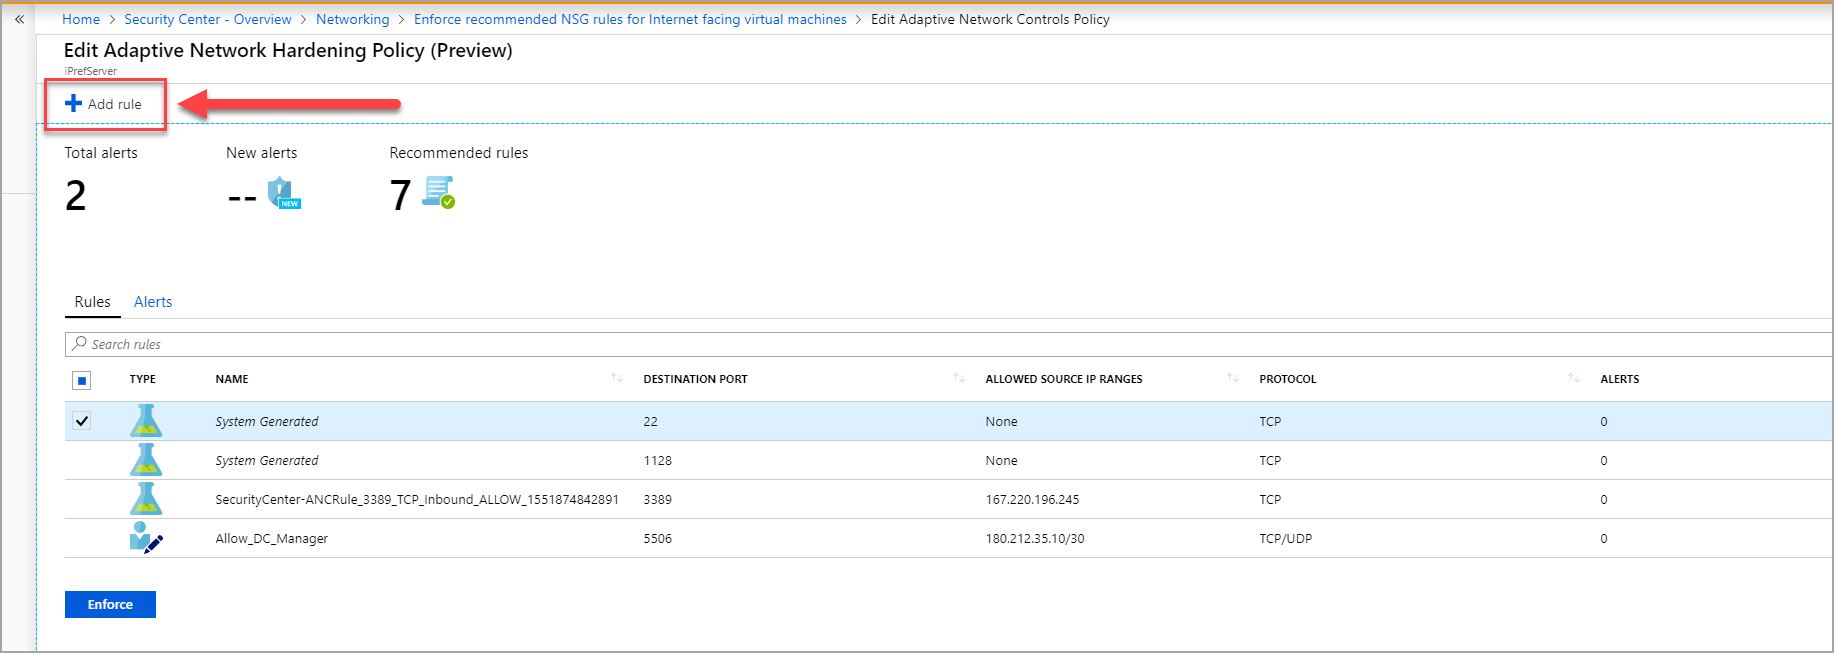 « Home > Security Center - Overview > Networking > Enforce recommended NSG rules for Internet facing virtual machines > Edit Adaptive Network Controls Policy
Edit Adaptive Network Hardening Policy (Preview)
iPrefServer
Add rule
Total alerts New alerts Recommended rules
2 -- NEW 7
Rules Alerts
Search rules
TYPE NAME DESTINATION PORT ALLOWED SOURCE IP RANGES PROTOCOL ALERTS
System Generated 22 None TCP 0
System Generated 1128 None TCP 0
SecurityCenter-ANCRule_3389_TCP_Inbound_ALLOW_1551874842891 3389 167.220.196.245 TCP 0
Allow_DC_Manager 5506 180.212.35.10/30 TCP/UDP 0
Enforce